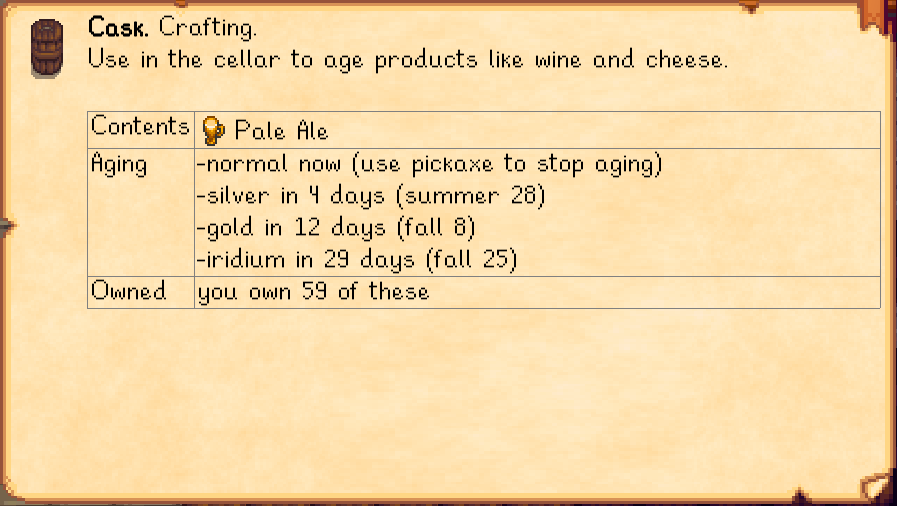 Cask. Crafting.
Use in the cellar to age products like wine and cheese.
Contents Pale Ale
Aging -normal now (use pickaxe to stop aging)
-silver in 4 days (summer 28)
-gold in 12 days (fall 8)
-iridium in 29 days (fall 25)
Owned you own 59 of these